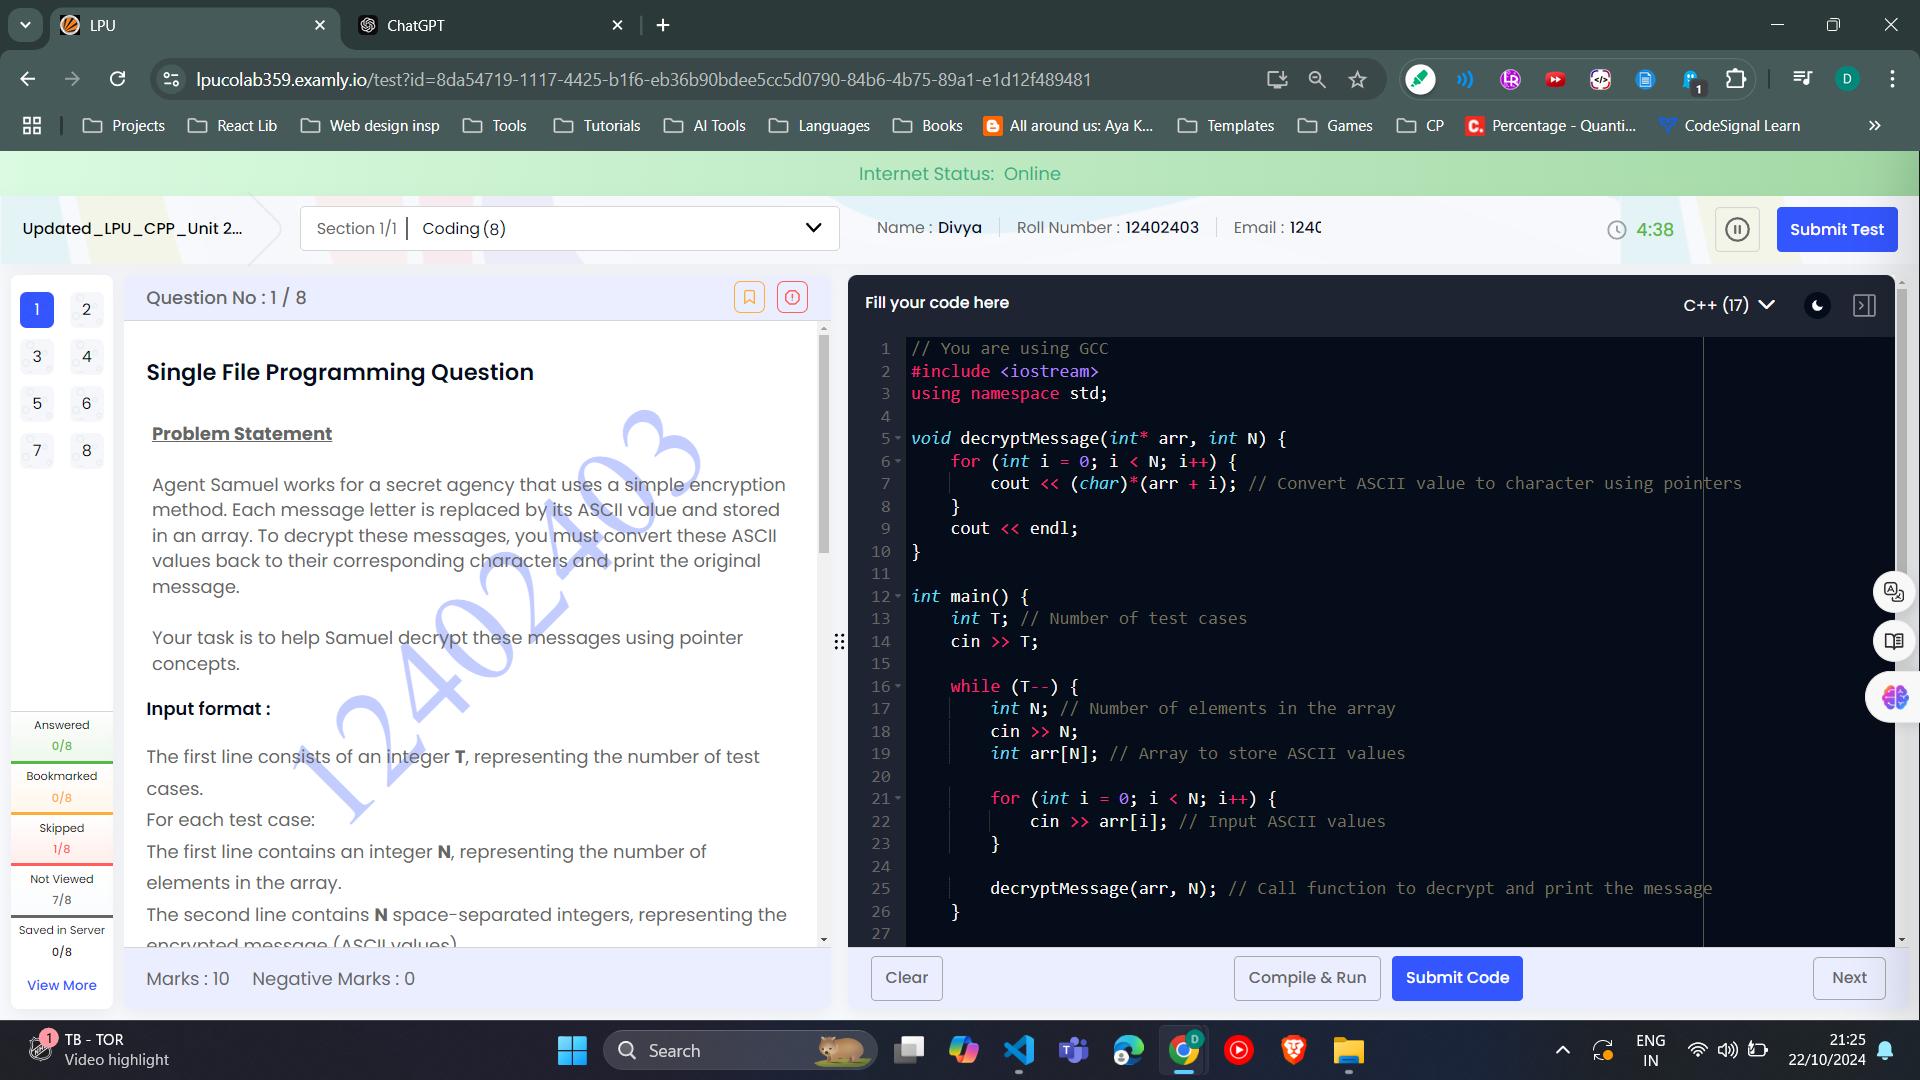 LPU
ChatGPT
lpucolab359.examly.io/test?id=8da54719-1117-4425-b1f6-eb36b90bdee5cc5d0790-84b6-4b75-89a1-e1d12f489481
1
D
Projects
React Lib
Web design insp
Tools
Tutorials
AI Tools
Languages
Books
All around us: Aya K...
Templates
Games
CP
Percentage - Quanti...
CodeSignal Learn
Internet Status: Online
Updated_LPU_CPP_Unit 2...
Section 1/1 | Coding (8)
Name : Divya
Roll Number : 12402403
Email : 1240
4:38
Submit Test
1 2
3 4
5 6
7 8
Answered
0/8
Bookmarked
0/8
Skipped
1/8
Not Viewed
7/8
Saved in Server
0/8
View More
Question No : 1 / 8
Single File Programming Question
Problem Statement
Agent Samuel works for a secret agency that uses a simple encryption
method. Each message letter is replaced by its ASCII value and stored
in an array. To decrypt these messages, you must convert these ASCII
values back to their corresponding characters and print the original
message.
Your task is to help Samuel decrypt these messages using pointer
concepts.
Input format :
The first line consists of an integer T, representing the number of test
cases.
For each test case:
The first line contains an integer N, representing the number of
elements in the array.
The second line contains N space-separated integers, representing the
encrypted message (ASCII values)
12402403
Marks : 10
Negative Marks : 0
Fill your code here
C++ (17)
1 // You are using GCC
2 #include <iostream>
3 using namespace std;
4
5 void decryptMessage(int* arr, int N) {
6     for (int i = 0; i < N; i++) {
7         cout << (char)*(arr + i); // Convert ASCII value to character using pointers
8     }
9     cout << endl;
10 }
11
12 int main() {
13     int T; // Number of test cases
14     cin >> T;
15
16     while (T--) {
17         int N; // Number of elements in the array
18         cin >> N;
19         int arr[N]; // Array to store ASCII values
20
21         for (int i = 0; i < N; i++) {
22             cin >> arr[i]; // Input ASCII values
23         }
24
25         decryptMessage(arr, N); // Call function to decrypt and print the message
26     }
27
Clear
Compile & Run
Submit Code
Next
1
TB - TOR
Video highlight
Search
D
ENG
IN
21:25
22/10/2024